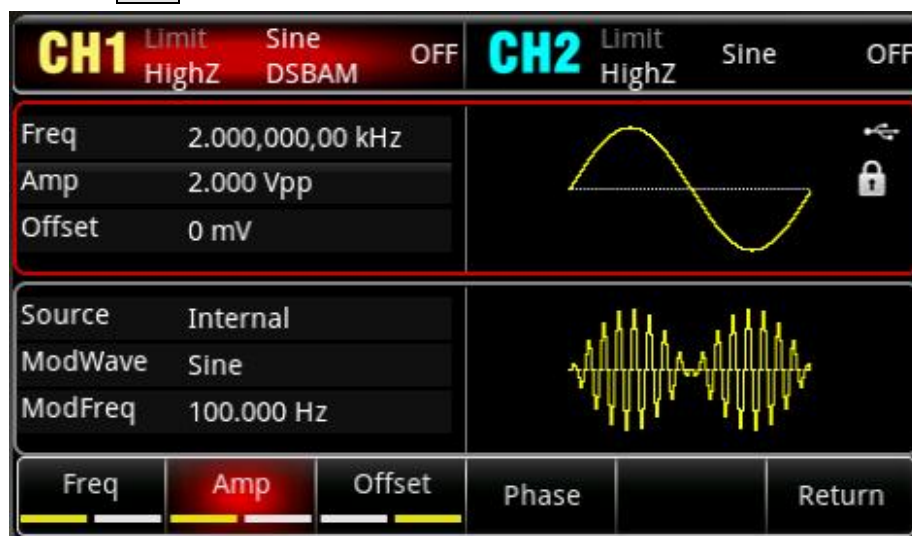 CH1 Limit Sine OFF CH2 Limit Sine OFF
HighZ DSBAM HighZ
Freq 2.000,000,00 kHz
Amp 2.000 Vpp
Offset 0 mV
Source Internal
ModWave Sine
ModFreq 100.000 Hz
Freq Amp Offset Phase Return